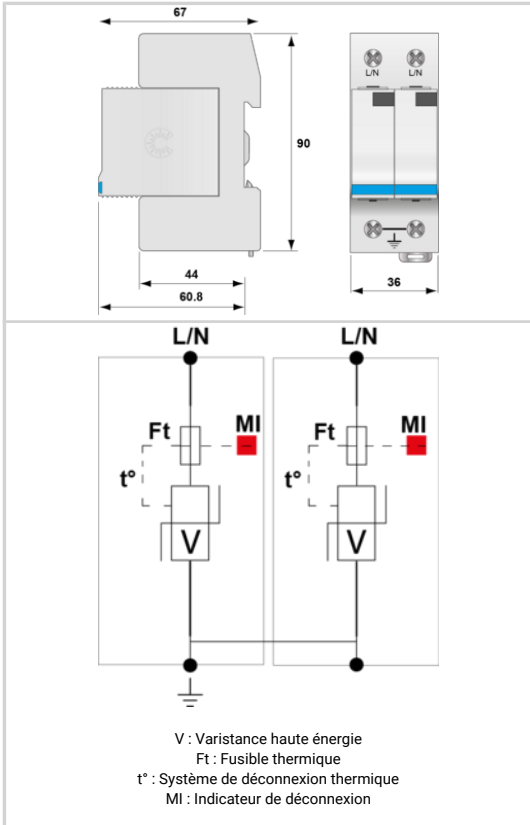 67
L/N
L/N
90
44
60.8
36
L/N
L/N
Ft
MI
Ft
MI
t°
t°
V
V
V : Varistance haute énergie
Ft : Fusible thermique
t° : Système de déconnexion thermique
MI : Indicateur de déconnexion